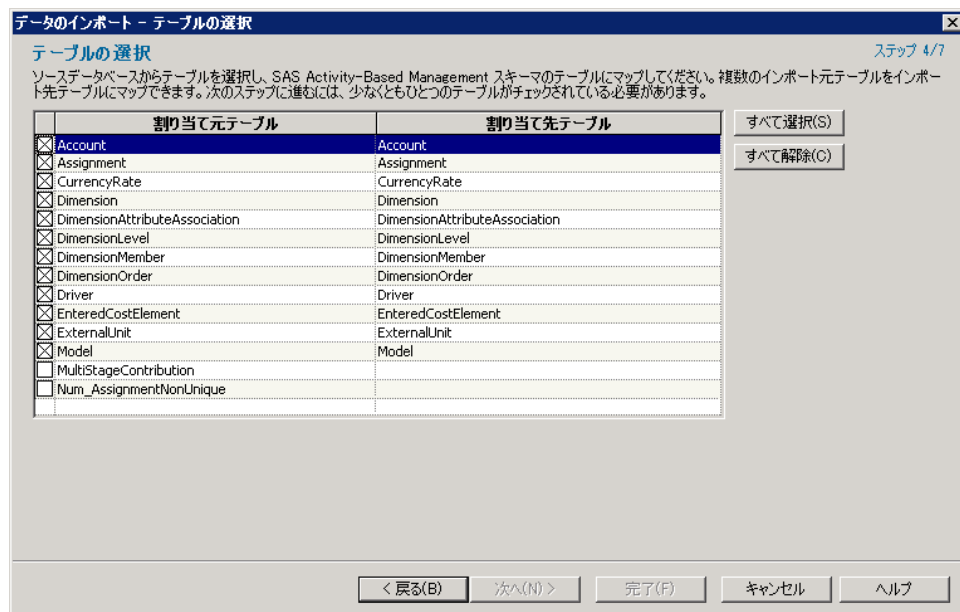 データのインポート - テーブルの選択
テーブルの選択
ステップ 4/7
ソースデータベースからテーブルを選択し、SAS Activity-Based Management スキーマのテーブルにマップしてください。複数のインポート元テーブルをインポー
ト先テーブルにマップできます。次のステップに進むには、少なくともひとつのテーブルがチェックされている必要があります。
割り当て元テーブル 割り当て先テーブル
すべて選択(S)
Account Account
すべて解除(C)
Assignment Assignment
CurrencyRate CurrencyRate
Dimension Dimension
DimensionAttributeAssociation DimensionAttributeAssociation
DimensionLevel DimensionLevel
DimensionMember DimensionMember
DimensionOrder DimensionOrder
Driver Driver
EnteredCostElement EnteredCostElement
ExternalUnit ExternalUnit
Model Model
MultiStageContribution
Num_AssignmentNonUnique
< 戻る(B) 次へ(N) > 完了(F) キャンセル ヘルプ